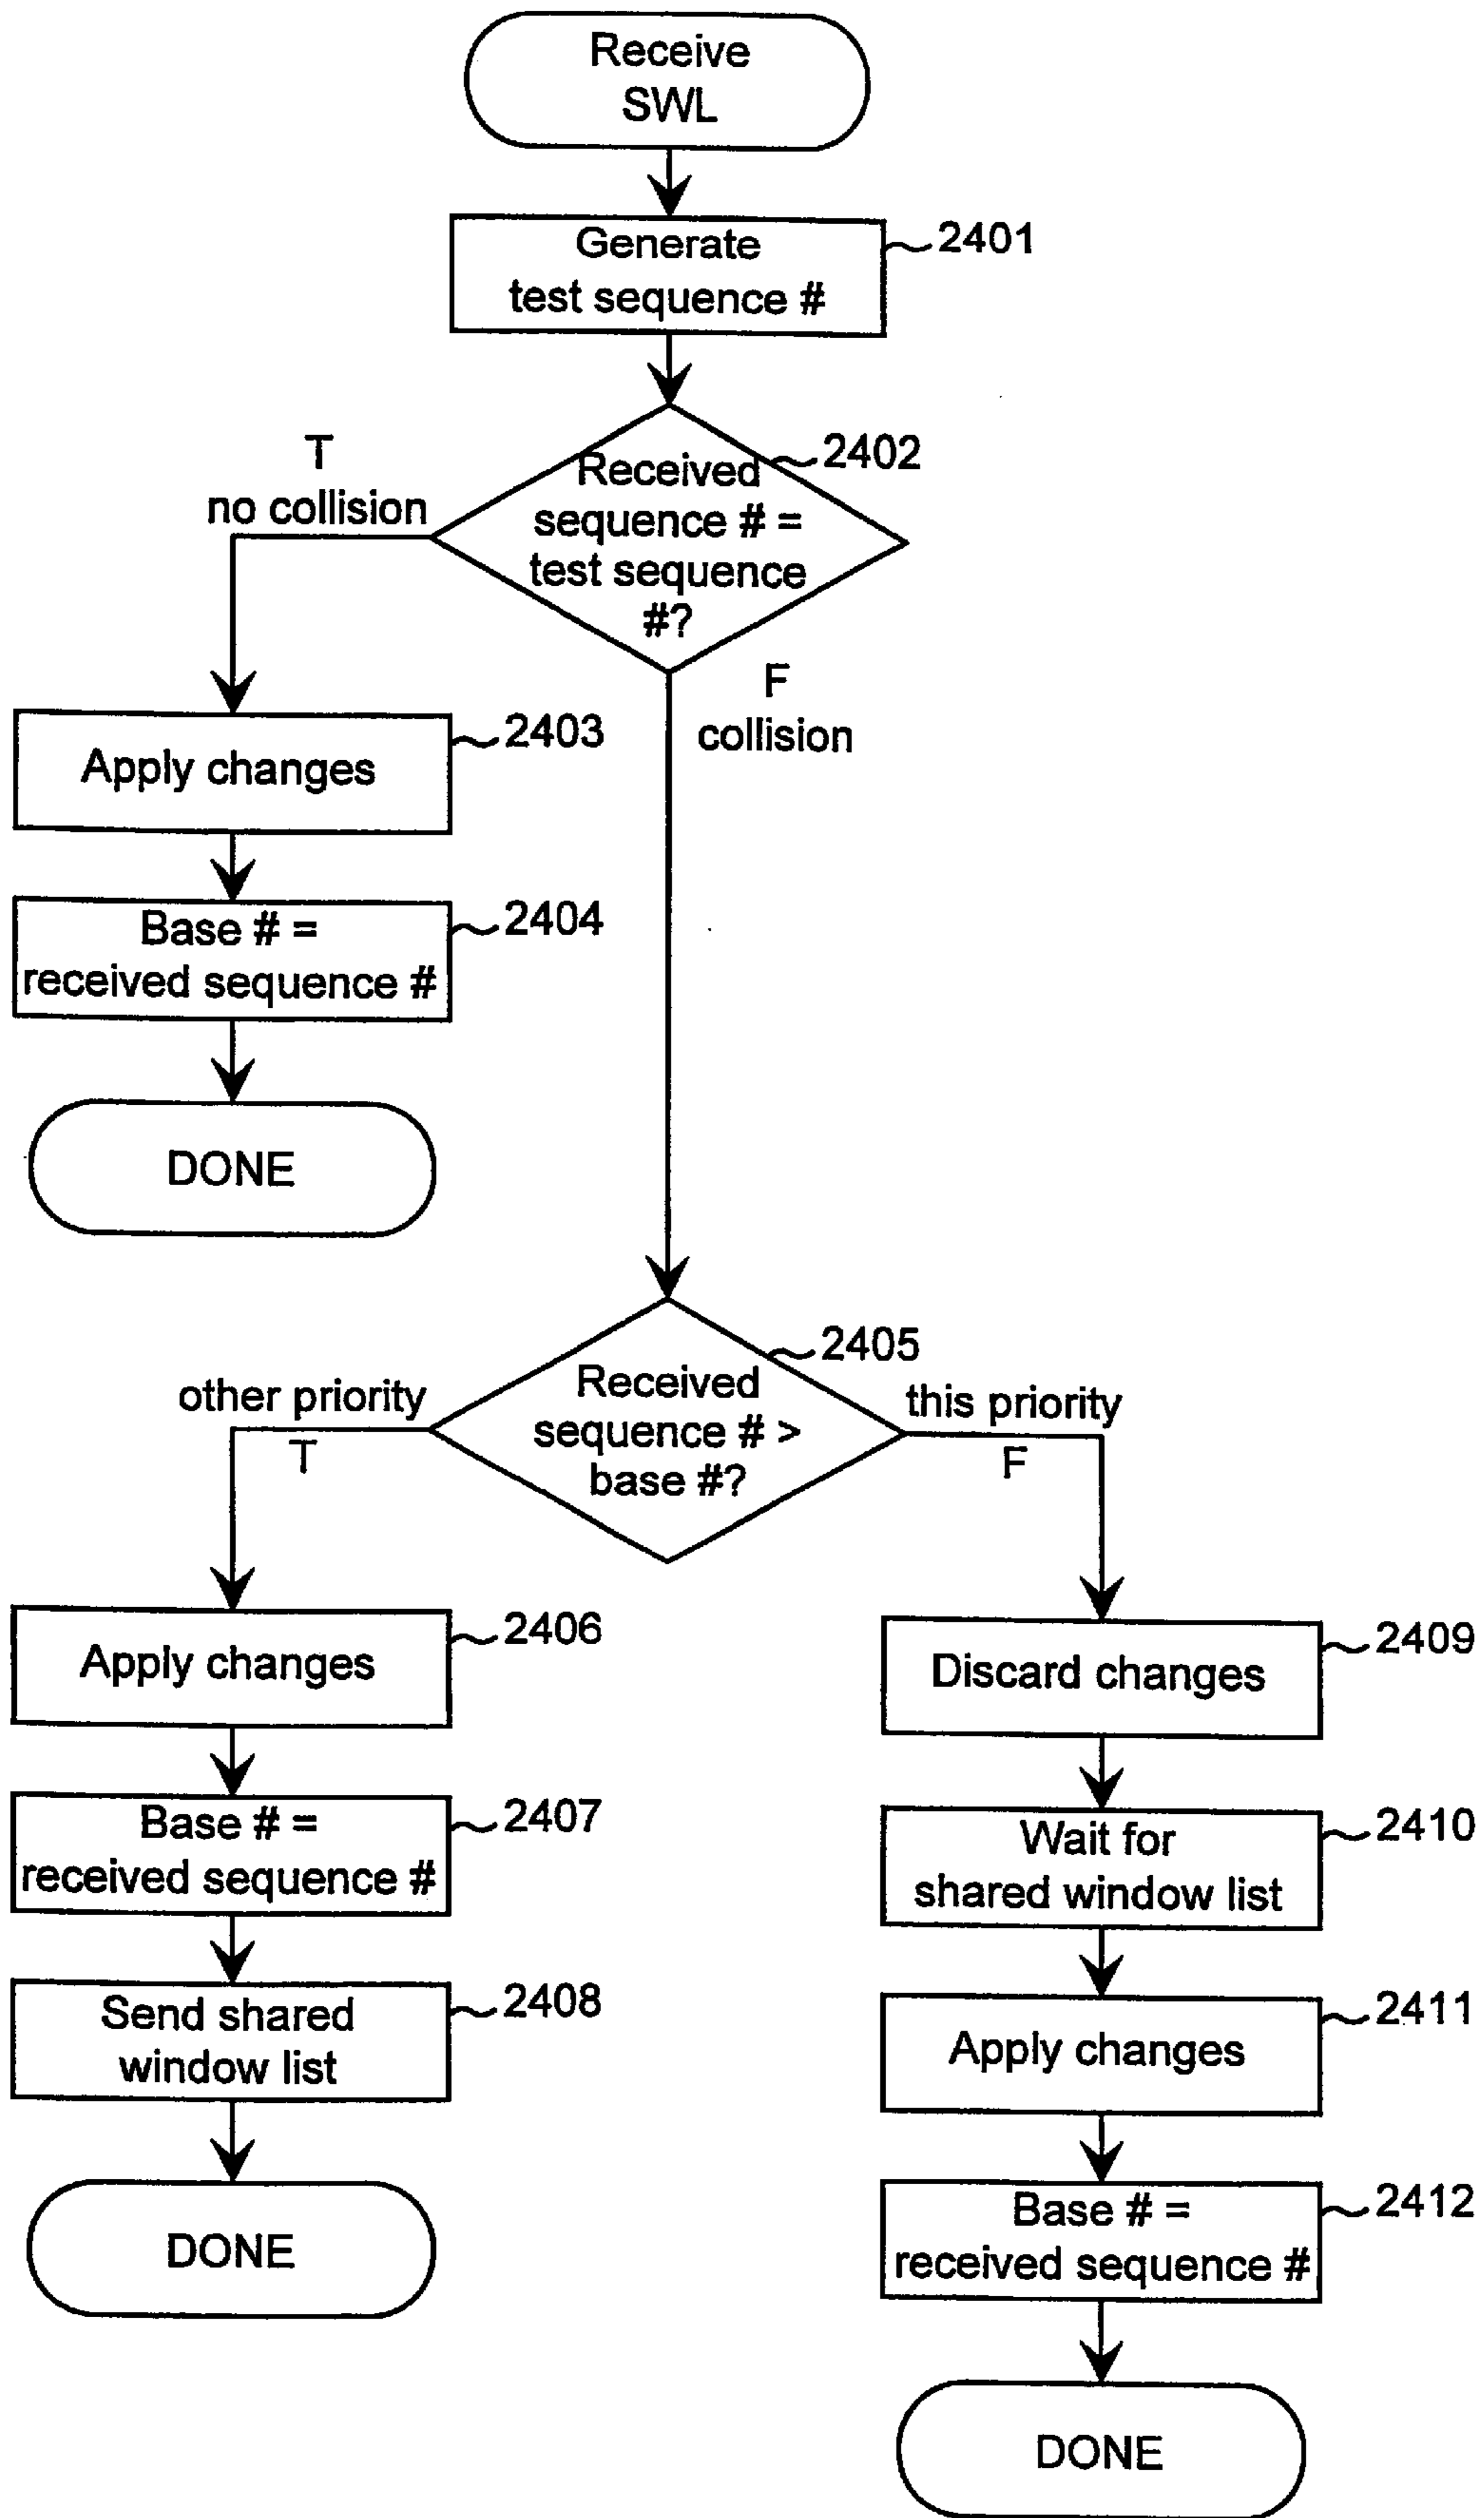 Receive
SWL
Generate
test sequence #
2401
2402
Received
sequence # =
test sequence
#?
T
no collision
F
collision
Apply changes
2403
Base # =
received sequence #
2404
DONE
2405
Received
sequence # >
base #?
other priority
T
this priority
F
Apply changes
2406
Base # =
received sequence #
2407
Send shared
window list
2408
DONE
Discard changes
2409
Wait for
shared window list
2410
Apply changes
2411
Base # =
received sequence #
2412
DONE